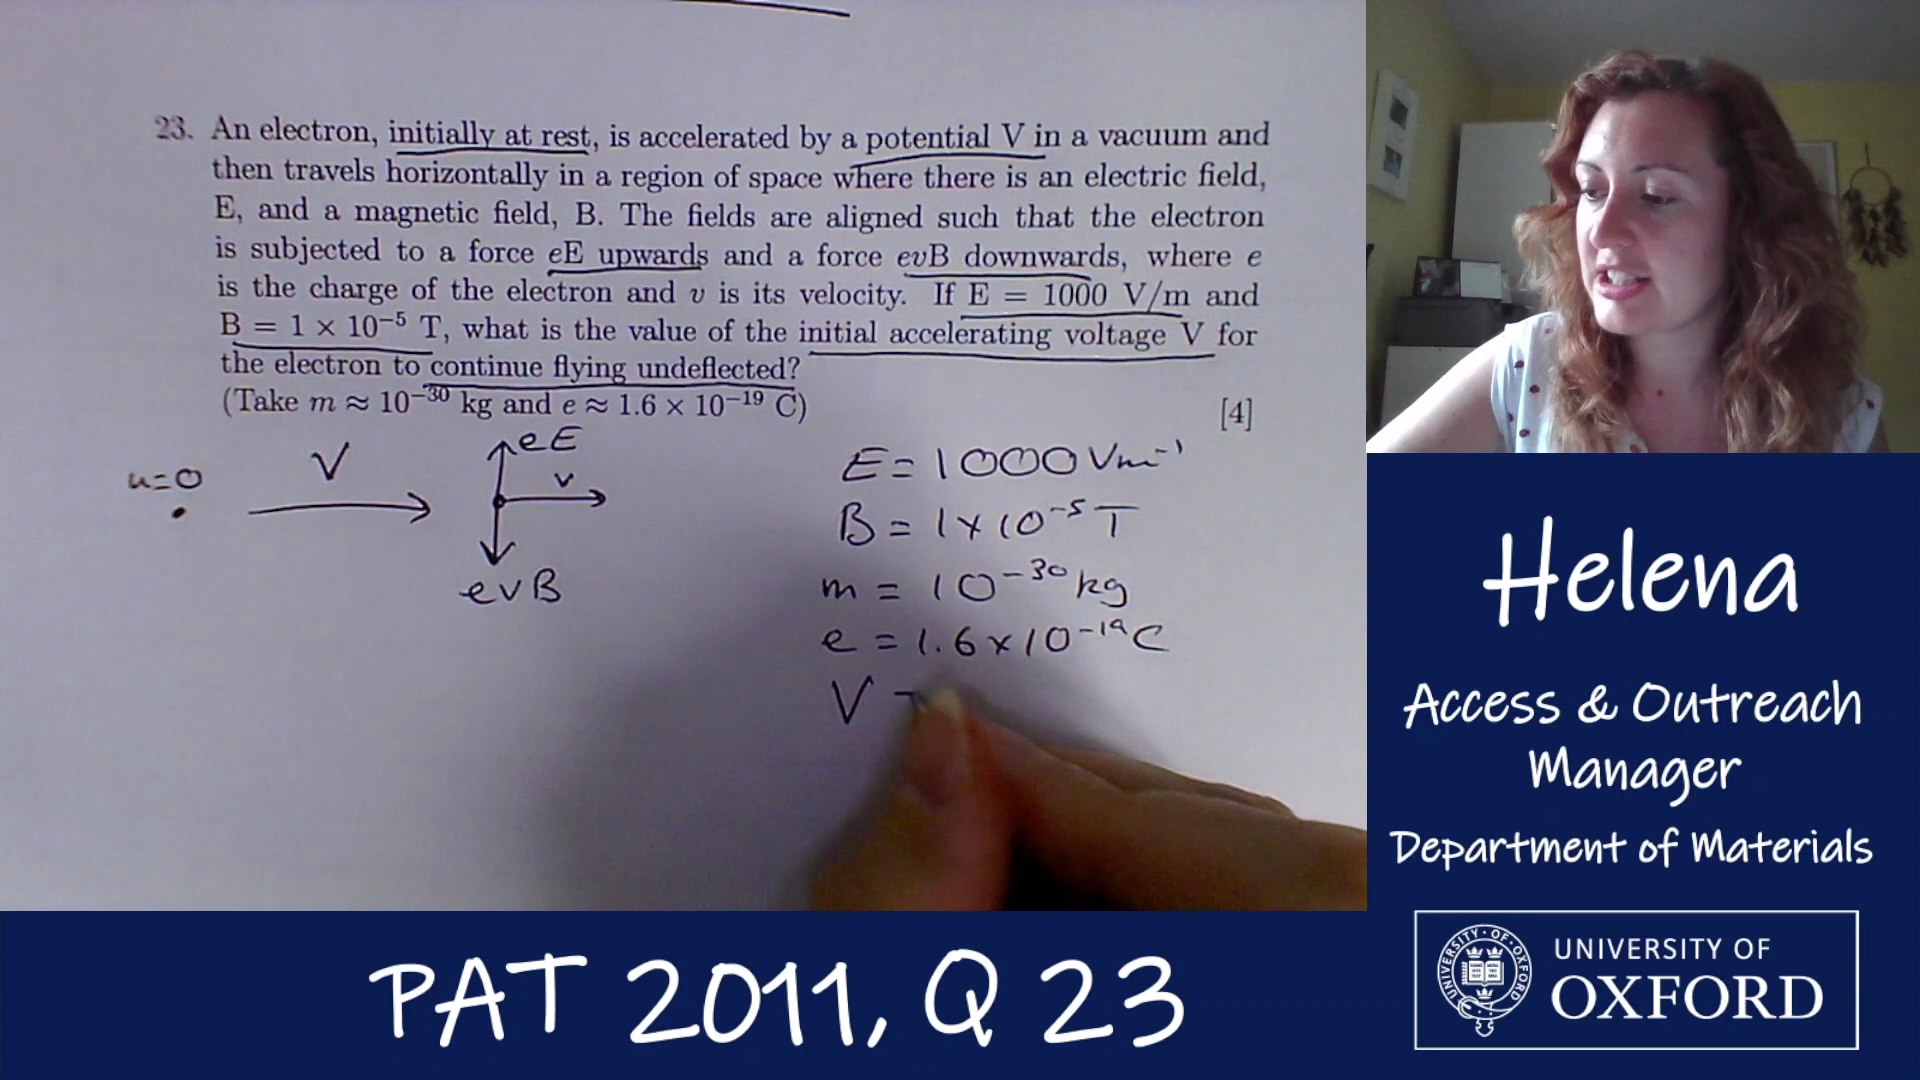 23. An electron, initially at rest, is accelerated by a potential V in a vacuum and
then travels horizontally in a region of space where there is an electric field,
E, and a magnetic field, B. The fields are aligned such that the electron
is subjected to a force eE upwards and a force evB downwards, where e
is the charge of the electron and v is its velocity. If E = 1000 V/m and
B = 1 × 10⁻⁵ T, what is the value of the initial accelerating voltage V for
the electron to continue flying undeflected?
(Take m ≈ 10⁻³⁰ kg and e ≈ 1.6 × 10⁻¹⁹ C)
[4]
u=0
V
eE
v
evB
E = 1000 Vm⁻¹
B = 1×10⁻⁵ T
m = 10⁻³⁰ kg
e = 1.6×10⁻¹⁹ C
V =
Helena
Access & Outreach
Manager
Department of Materials
UNIVERSITY OF
OXFORD
PAT 2011, Q 23